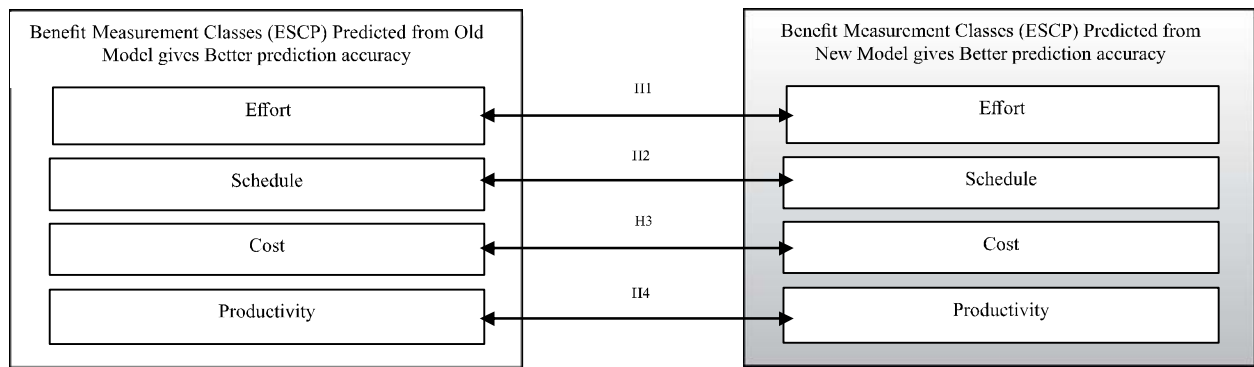 Benefit Measurement Classes (ESCP) Predicted from Old
Model gives Better prediction accuracy
Effort
Schedule
Cost
Productivity
H1
H2
H3
H4
Benefit Measurement Classes (ESCP) Predicted from
New Model gives Better prediction accuracy
Effort
Schedule
Cost
Productivity